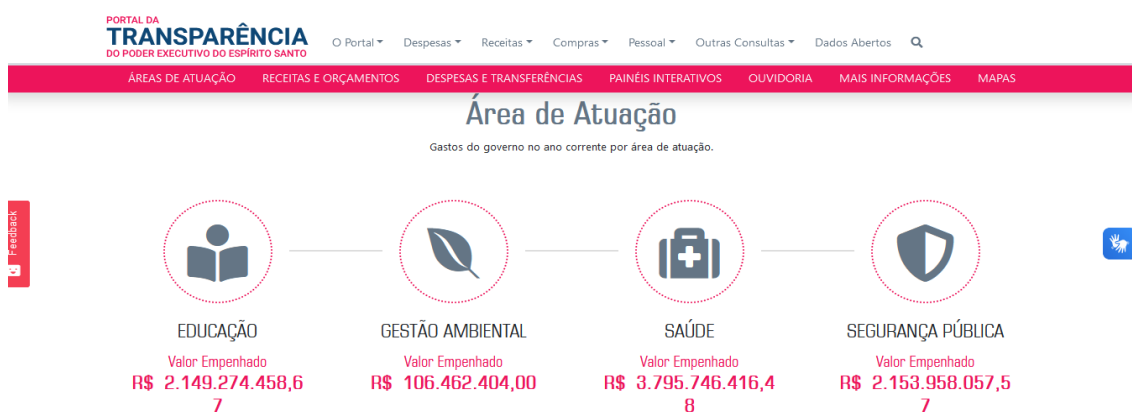 PORTAL DA
TRANSPARÊNCIA
DO PODER EXECUTIVO DO ESPÍRITO SANTO
O Portal Despesas Receitas Compras Pessoal Outras Consultas Dados Abertos
ÁREAS DE ATUAÇÃO RECEITAS E ORÇAMENTOS DESPESAS E TRANSFERÊNCIAS PAINÉIS INTERATIVOS OUVIDORIA MAIS INFORMAÇÕES MAPAS
Área de Atuação
Gastos do governo no ano corrente por área de atuação.
Feedback
EDUCAÇÃO GESTÃO AMBIENTAL SAÚDE SEGURANÇA PÚBLICA
Valor Empenhado Valor Empenhado Valor Empenhado Valor Empenhado
R$ 2.149.274.458,6 R$ 106.462.404,00 R$ 3.795.746.416,4 R$ 2.153.958.057,5
7 8 7